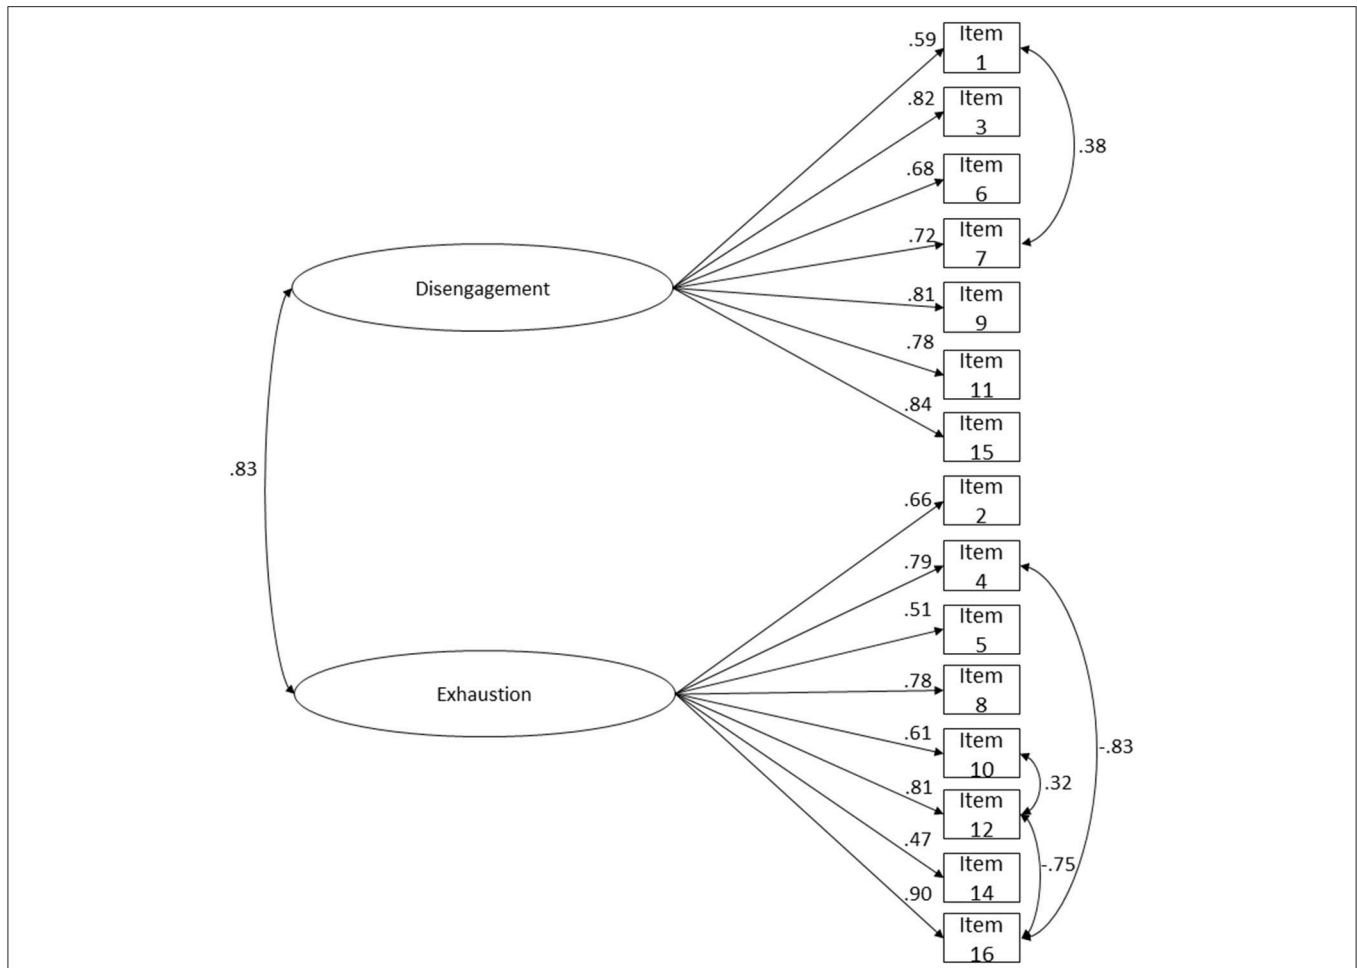 .59
Item
1
.82
Item
3
.38
.68
Item
6
.72
Item
7
Disengagement
.81
Item
9
.78
Item
11
.84
Item
15
.83
.66
Item
2
.79
Item
4
.51
Item
5
Exhaustion
.78
Item
8
.61
Item
10
-.83
.32
.81
Item
12
.47
Item
14
-.75
.90
Item
16